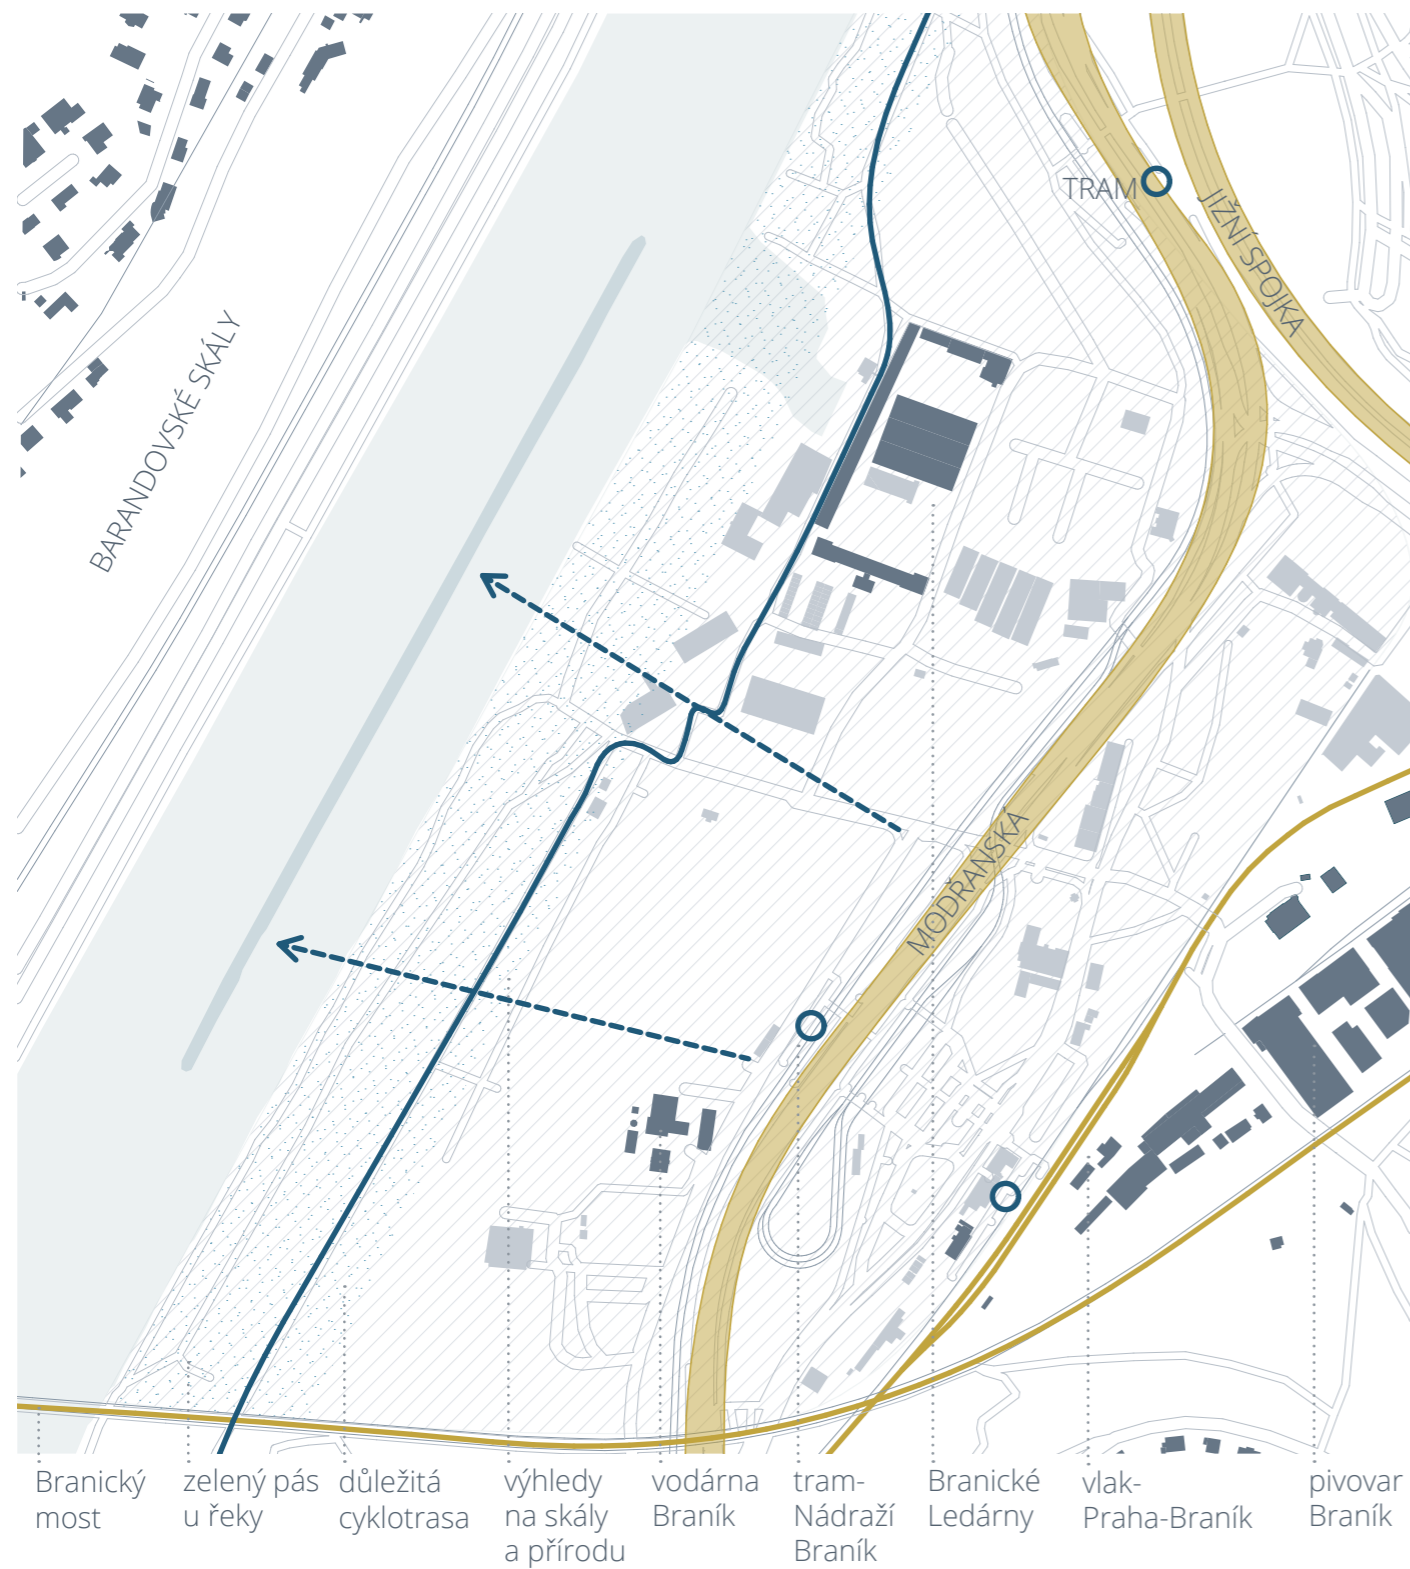 TRAM
JIŽNÍ SPOJKA
BARANDOVSKÉ SKÁLY
MODŘANSKÁ
Branický
most
zelený pás
u řeky
důležitá
cyklotrasa
výhledy
na skály
a přírodu
vodárna
Braník
tram-
Nádraží
Braník
Branické
Ledárny
vlak-
Praha-Braník
pivovar
Braník